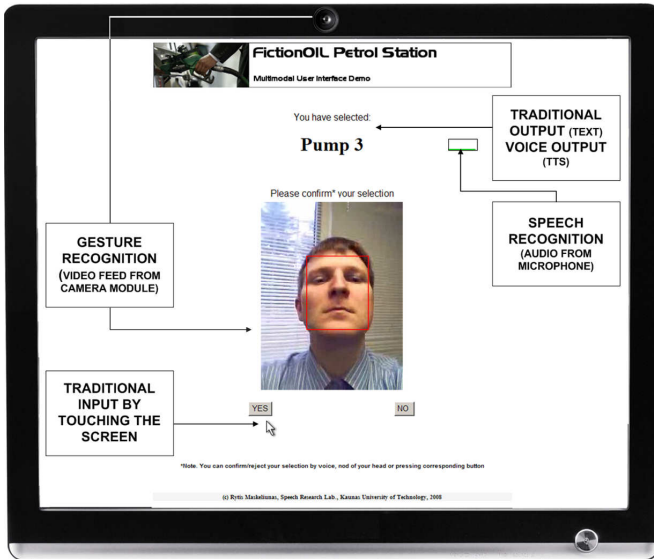 FictionOIL Petrol Station
Multimodal User Interface Demo
You have selected:
Pump 3
TRADITIONAL
OUTPUT (TEXT)
VOICE OUTPUT
(TTS)
Please confirm* your selection
GESTURE
RECOGNITION
(VIDEO FEED FROM
CAMERA MODULE)
SPEECH
RECOGNITION
(AUDIO FROM
MICROPHONE)
TRADITIONAL
INPUT BY
TOUCHING THE
SCREEN
YES
NO
*Note. You can confirm/reject your selection by voice, nod of your head or pressing corresponding button
(c) Rytis Maskeliunas, Speech Research Lab., Kaunas University of Technology, 2008